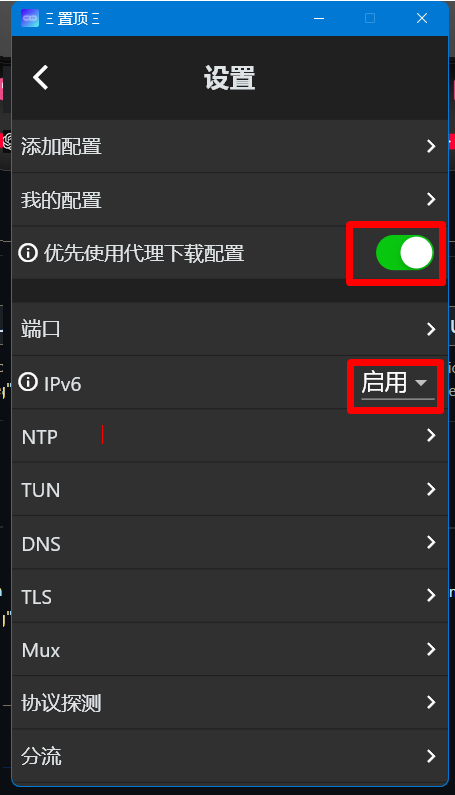 Ξ 置顶 Ξ
设置
添加配置
我的配置
优先使用代理下载配置
端口
IPv6 启用
NTP
TUN
DNS
TLS
Mux
协议探测
分流